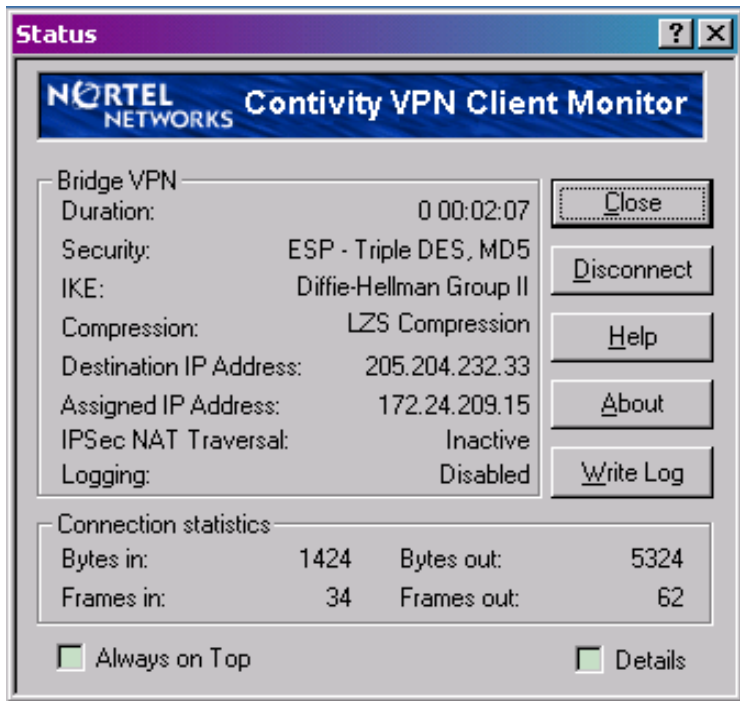 Status
NORTEL NETWORKS Contivity VPN Client Monitor
Bridge VPN
Duration: 0 00:02:07
Security: ESP - Triple DES, MD5
IKE: Diffie-Hellman Group II
Compression: LZS Compression
Destination IP Address: 205.204.232.33
Assigned IP Address: 172.24.209.15
IPSec NAT Traversal: Inactive
Logging: Disabled
Close
Disconnect
Help
About
Write Log
Connection statistics
Bytes in: 1424 Bytes out: 5324
Frames in: 34 Frames out: 62
Always on Top Details